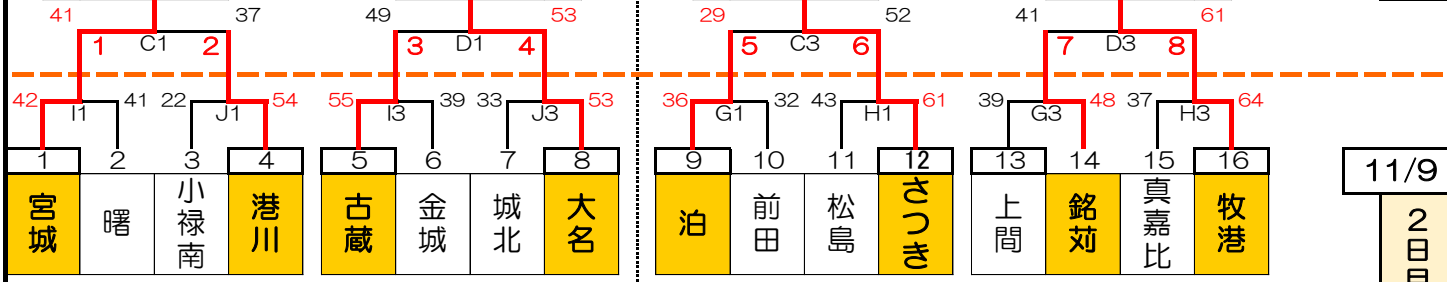 41 37 49 53 29 52 41 61
1 C1 2 3 D1 4 5 C3 6 7 D3 8
42 41 22 54 55 39 33 53 36 32 43 61 39 48 37 64
I1 J1 I3 J3 G1 H1 G3 H3
1 2 3 4 5 6 7 8 9 10 11 12 13 14 15 16
宮城 曙 小禄南 港川 古蔵 金城 城北 大名 泊 前田 松島 さつき 上間 銘苅 真嘉比 牧港
11/9
2日目